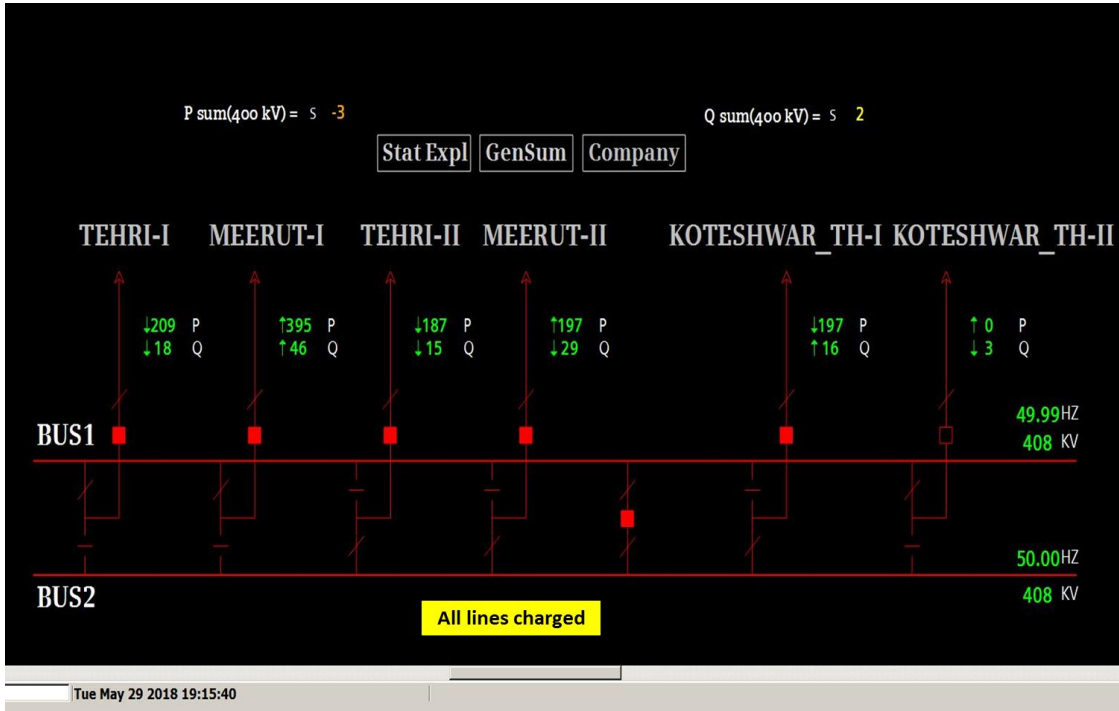 P sum(400 kV) = S -3
Q sum(400 kV) = S 2
Stat Expl GenSum Company
TEHRI-I MEERUT-I TEHRI-II MEERUT-II KOTESHWAR_TH-I KOTESHWAR_TH-II
↓209 P ↑395 P ↓187 P ↑197 P ↓197 P ↑ 0 P
↓18 Q ↑46 Q ↓15 Q ↓29 Q ↑16 Q ↓ 3 Q
49.99HZ
BUS1
408 KV
50.00HZ
BUS2
408 KV
All lines charged
Tue May 29 2018 19:15:40